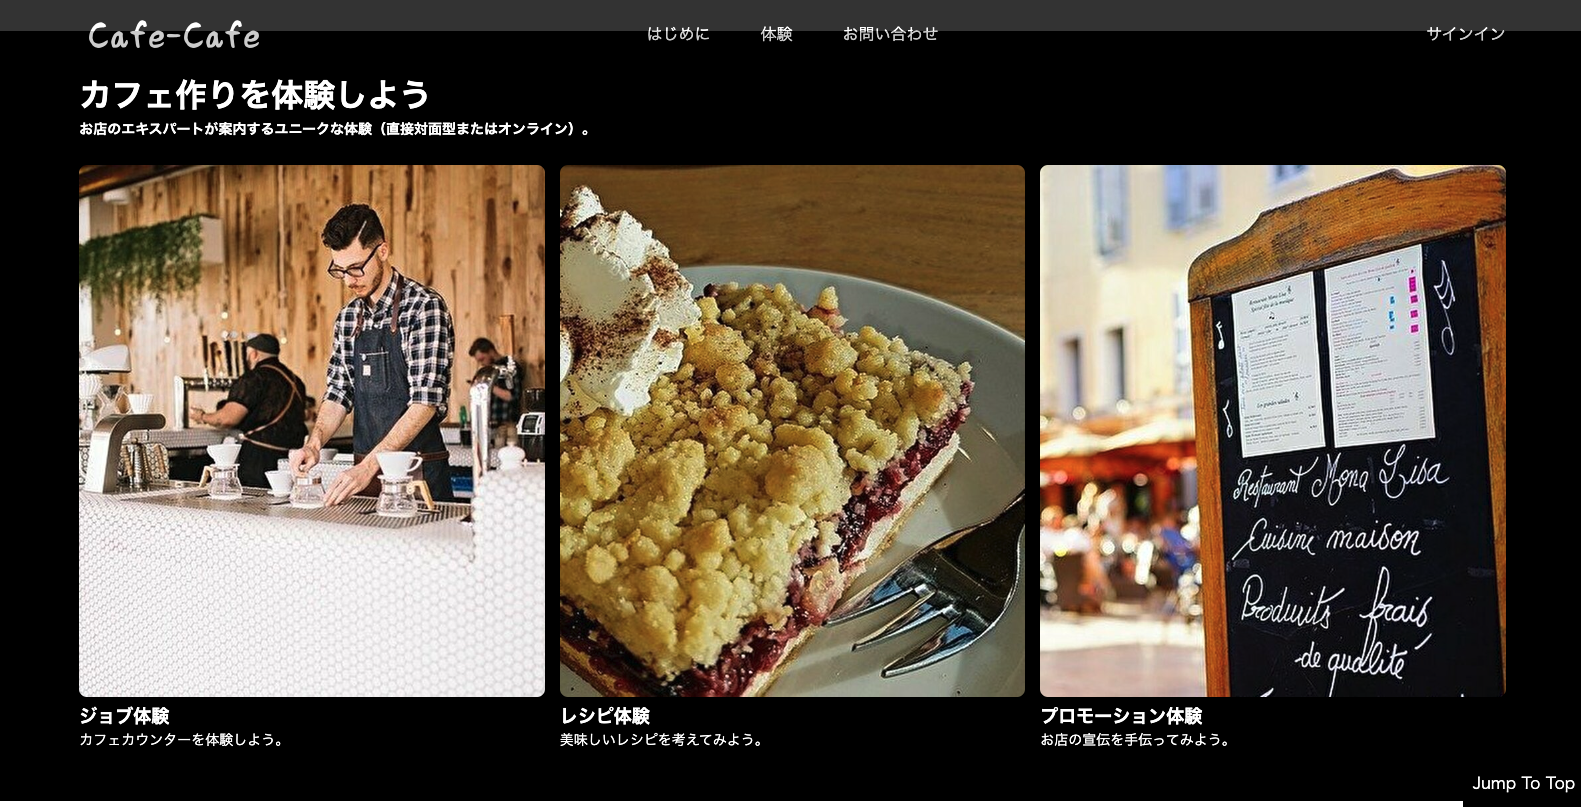 Cafe-Cafe
はじめに
体験
お問い合わせ
サインイン
カフェ作りを体験しよう
お店のエキスパートが案内するユニークな体験（直接対面型またはオンライン）。
Restaurant Mona Lisa
Cuisine maison
Produits frais
de qualité
ジョブ体験
カフェカウンターを体験しよう。
レシピ体験
美味しいレシピを考えてみよう。
プロモーション体験
お店の宣伝を手伝ってみよう。
Jump To Top